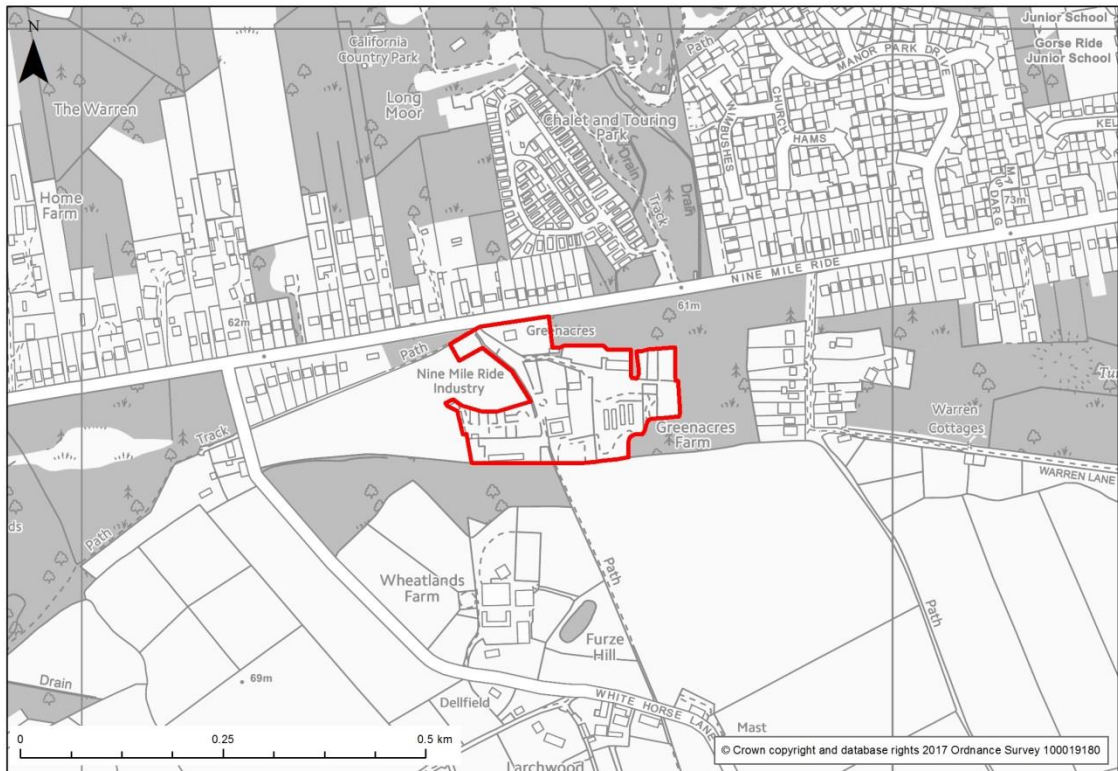 N
The Warren
Home
Farm
California
Country Park
Long
Moor
Chalet and Touring
Park
Drain
Track
Drain
Path
NINE MILE RIDE
MANOR PARK DRIVE
CHURCH
HAMS
Junior School
Gorse Ride
Junior School
73m
61m
62m
Greenacres
Path
Nine Mile Ride
Industry
Greenacres
Farm
Track
Path
Warren
Cottages
WARREN LANE
Path
Path
Wheatlands
Farm
Furze
Hill
WHITE HORSE LANE
Mast
Dellfield
Larchwood
Drain
69m
0
0.25
0.5 km
© Crown copyright and database rights 2017 Ordnance Survey 100019180